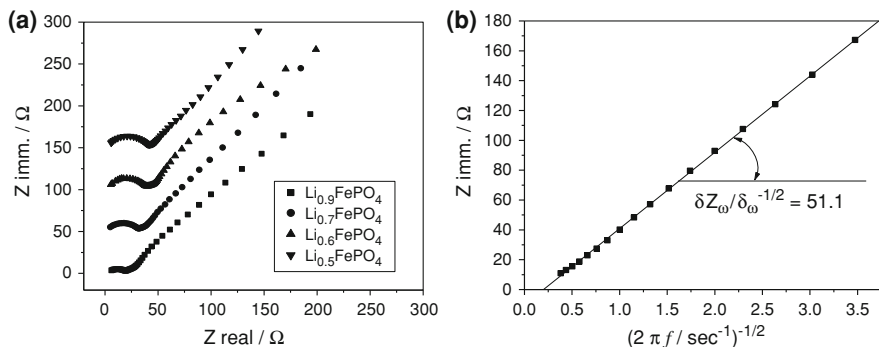 (a)
300
250
200
150
100
50
0
Z imm. / Ω
0 50 100 150 200 250 300
Z real / Ω
Li0.9FePO4
Li0.7FePO4
Li0.6FePO4
Li0.5FePO4
(b)
180
160
140
120
100
80
60
40
20
0
Z imm. / Ω
0.0 0.5 1.0 1.5 2.0 2.5 3.0 3.5
(2 π f / sec⁻¹)⁻¹/²
δZω/δω⁻¹/² = 51.1